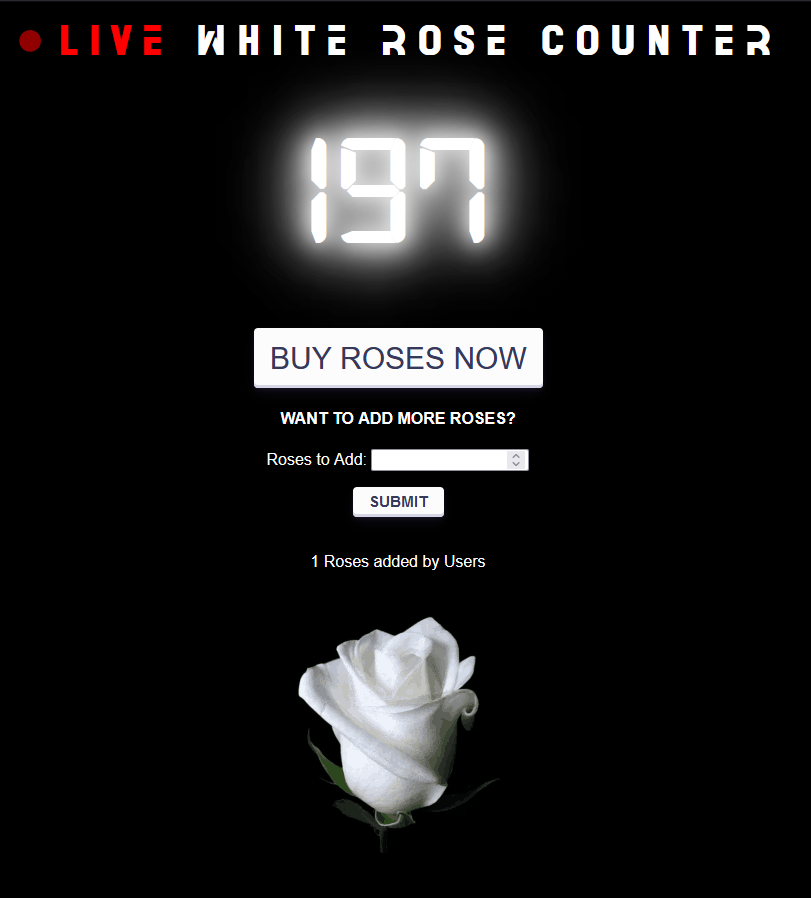 LIVE WHITE ROSE COUNTER
197
BUY ROSES NOW
WANT TO ADD MORE ROSES?
Roses to Add:
SUBMIT
1 Roses added by Users